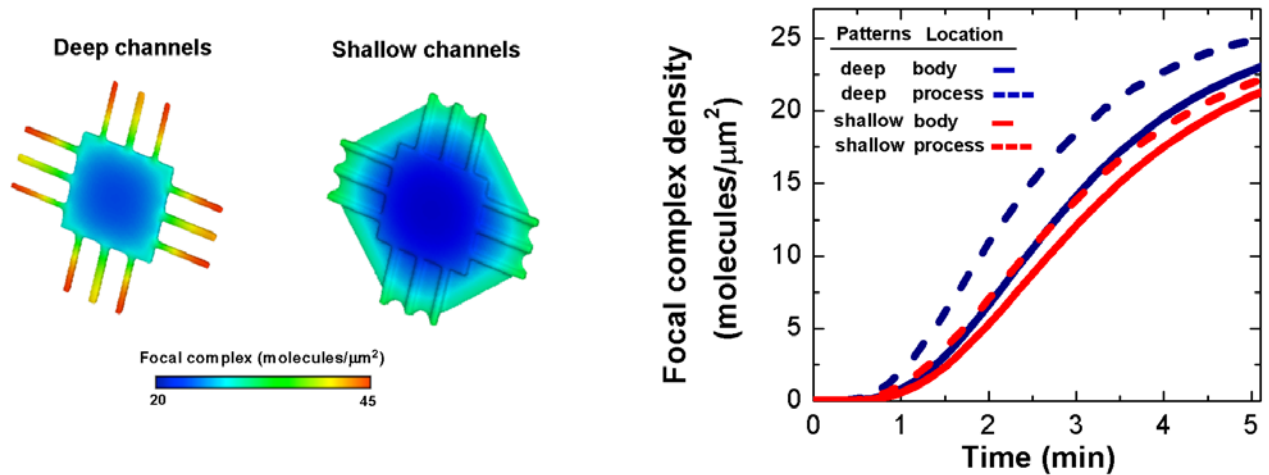 Deep channels
Shallow channels
Focal complex (molecules/μm²)
20 45
Focal complex density
(molecules/μm²)
25
20
15
10
5
0
Patterns Location
deep body
deep process
shallow body
shallow process
0 1 2 3 4 5
Time (min)